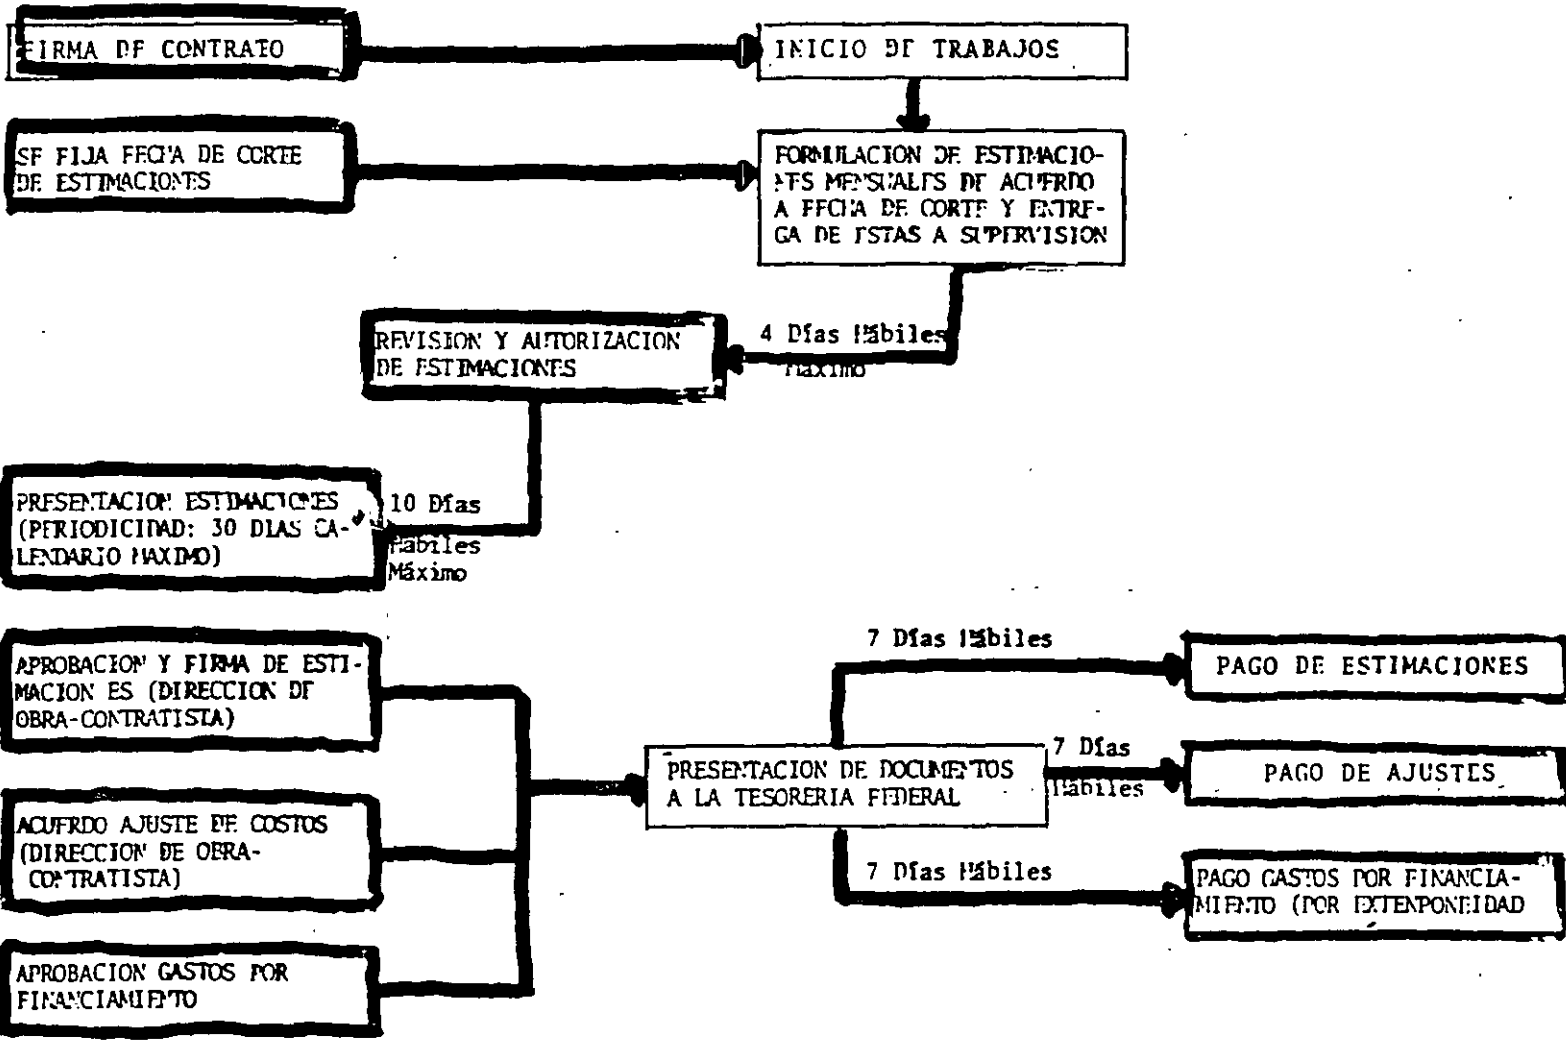 FIRMA DE CONTRATO
INICIO DE TRABAJOS
SE FIJA FECHA DE CORTE
DE ESTIMACIONES
FORMULACION DE ESTIMACIO-
NES MENSUALES DE ACUERDO
A FECHA DE CORTE Y ENTRE-
GA DE ESTAS A SUPERVISION
REVISION Y AUTORIZACION
DE ESTIMACIONES
4 Días Hábiles
Máximo
PRESENTACION ESTIMACIONES
(PERIODICIDAD: 30 DIAS CA-
LENDARIO MAXIMO)
10 Días
Hábiles
Máximo
APROBACION Y FIRMA DE ESTI-
MACION ES (DIRECCION DE
OBRA-CONTRATISTA)
ACUERDO AJUSTE DE COSTOS
(DIRECCION DE OBRA-
CONTRATISTA)
APROBACION GASTOS POR
FINANCIAMIENTO
PRESENTACION DE DOCUMENTOS
A LA TESORERIA FEDERAL
7 Días Hábiles
PAGO DE ESTIMACIONES
7 Días
Hábiles
PAGO DE AJUSTES
7 Días Hábiles
PAGO GASTOS POR FINANCIA-
MIENTO (POR EXTENPONEIDAD